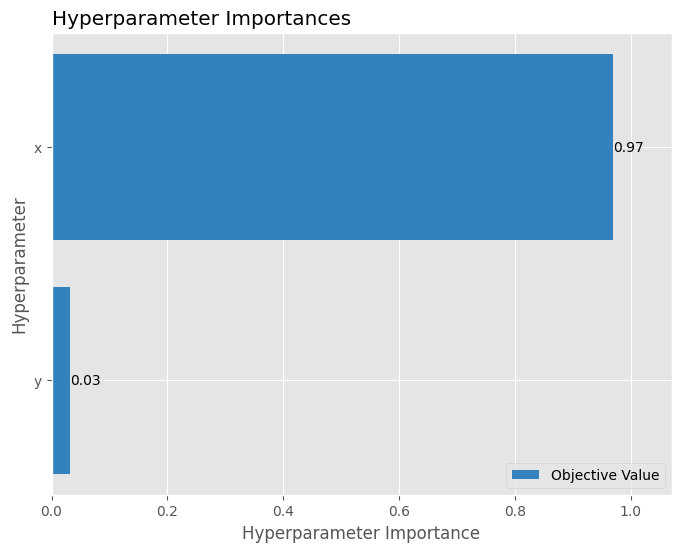 Hyperparameter Importances
Hyperparameter
x
0.97
y
0.03
Objective Value
0.0 0.2 0.4 0.6 0.8 1.0
Hyperparameter Importance